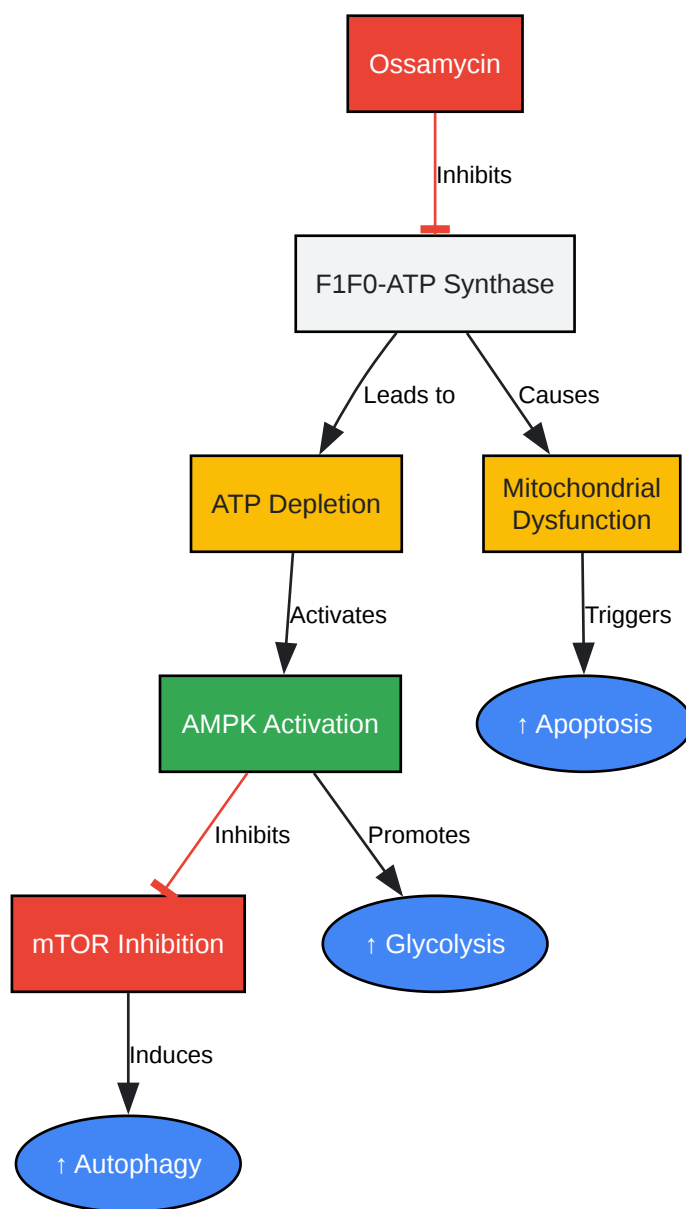 Ossamycin
Inhibits
F1F0-ATP Synthase
Leads to
Causes
ATP Depletion
Mitochondrial
Dysfunction
Activates
Triggers
AMPK Activation
↑ Apoptosis
Inhibits
Promotes
mTOR Inhibition
↑ Glycolysis
Induces
↑ Autophagy